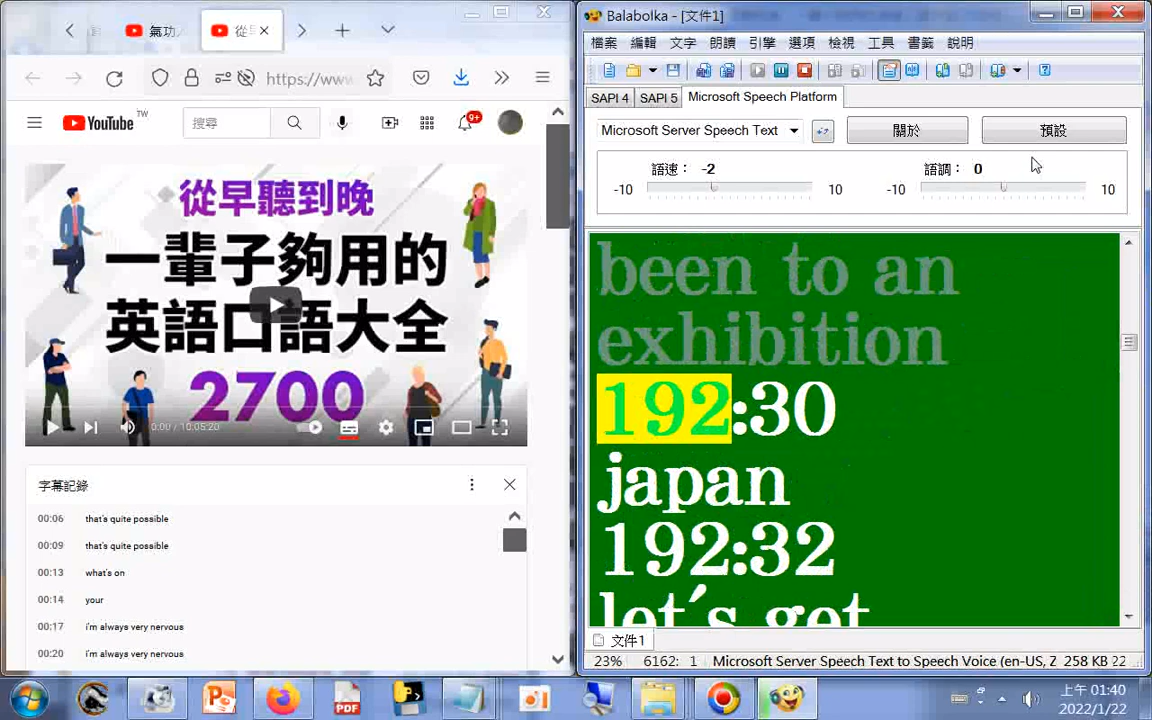 氣功
從
https://www
YouTube TW
搜尋
9+
從早聽到晚
一輩子夠用的
英語口語大全
2700
0:00 / 10:05:20
字幕記錄
00:06 that's quite possible
00:09 that's quite possible
00:13 what's on
00:14 your
00:17 i'm always very nervous
00:20 i'm always very nervous
Balabolka - [文件1]
檔案 編輯 文字 朗讀 引擎 選項 檢視 工具 書籤 說明
SAPI 4 SAPI 5 Microsoft Speech Platform
Microsoft Server Speech Text 關於 預設
語速： -2 語調： 0
-10 10 -10 10
been to an
exhibition
192:30
japan
192:32
let's get
文件1
23% 6162: 1 Microsoft Server Speech Text to Speech Voice (en-US, Z 258 KB 22
PDF
上午 01:40
2022/1/22